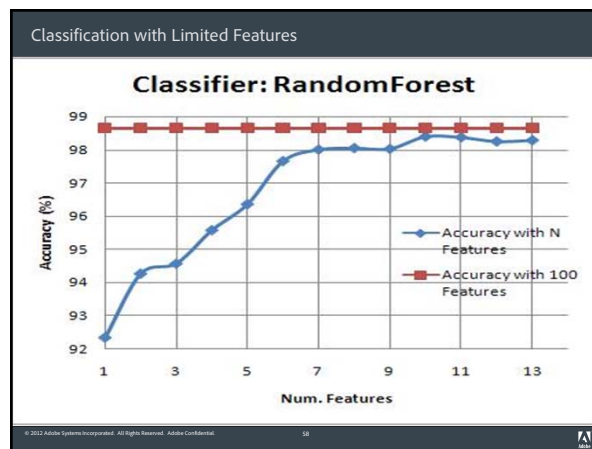 Classification with Limited Features
Classifier: RandomForest
99
98
97
96
95
94
93
92
Accuracy (%)
Accuracy with N
Features
Accuracy with 100
Features
1 3 5 7 9 11 13
Num. Features
© 2012 Adobe Systems Incorporated. All Rights Reserved. Adobe Confidential.
58
Adobe